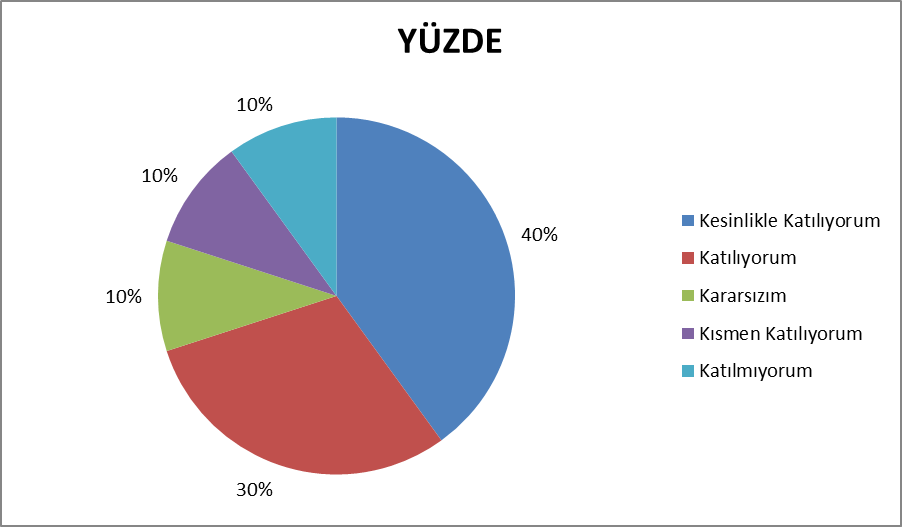 YÜZDE
10%
10%
40%
10%
30%
Kesinlikle Katılıyorum
Katılıyorum
Kararsızım
Kısmen Katılıyorum
Katılmıyorum